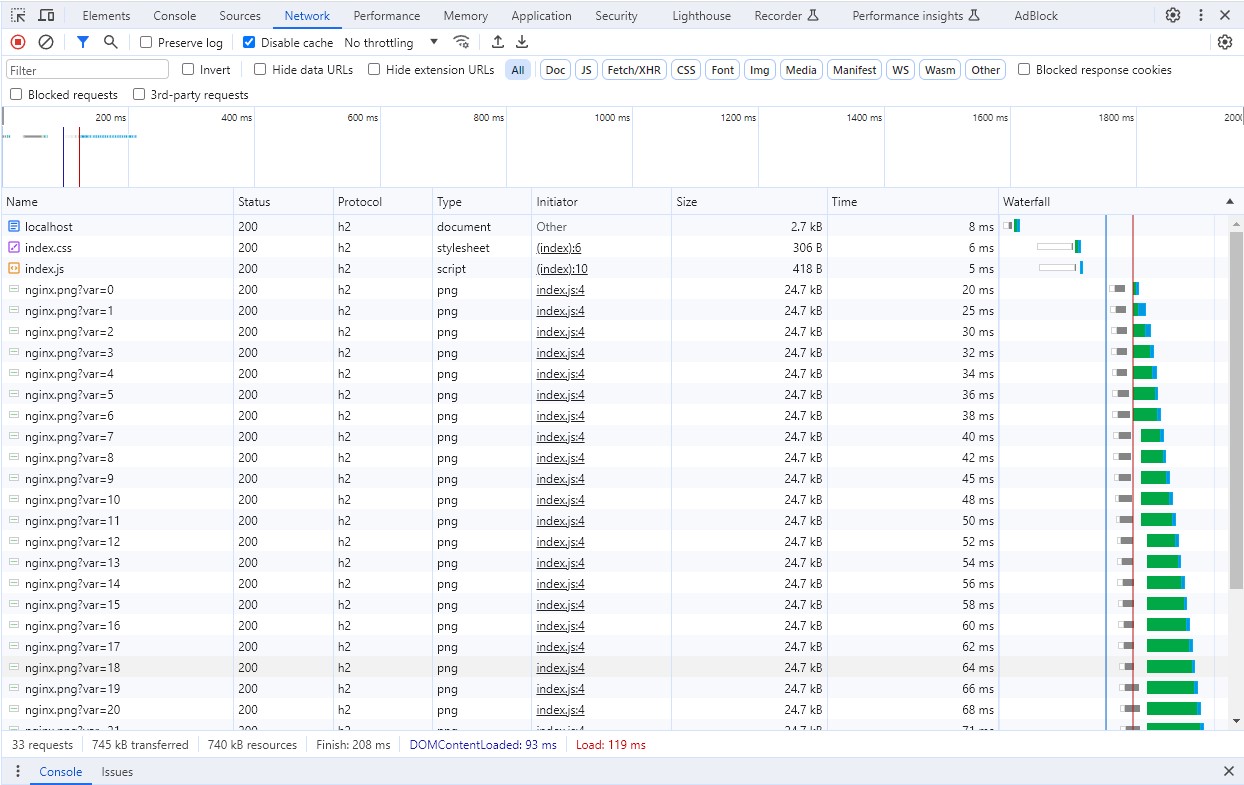 Elements Console Sources Network Performance Memory Application Security Lighthouse Recorder Performance insights AdBlock
Preserve log Disable cache No throttling
Filter Invert Hide data URLs Hide extension URLs All Doc JS Fetch/XHR CSS Font Img Media Manifest WS Wasm Other Blocked response cookies
Blocked requests 3rd-party requests
200 ms 400 ms 600 ms 800 ms 1000 ms 1200 ms 1400 ms 1600 ms 1800 ms
Name Status Protocol Type Initiator Size Time Waterfall
localhost 200 h2 document Other 2.7 kB 8 ms
index.css 200 h2 stylesheet (index):6 306 B 6 ms
index.js 200 h2 script (index):10 418 B 5 ms
nginx.png?var=0 200 h2 png index.js:4 24.7 kB 20 ms
nginx.png?var=1 200 h2 png index.js:4 24.7 kB 25 ms
nginx.png?var=2 200 h2 png index.js:4 24.7 kB 30 ms
nginx.png?var=3 200 h2 png index.js:4 24.7 kB 32 ms
nginx.png?var=4 200 h2 png index.js:4 24.7 kB 34 ms
nginx.png?var=5 200 h2 png index.js:4 24.7 kB 36 ms
nginx.png?var=6 200 h2 png index.js:4 24.7 kB 38 ms
nginx.png?var=7 200 h2 png index.js:4 24.7 kB 40 ms
nginx.png?var=8 200 h2 png index.js:4 24.7 kB 42 ms
nginx.png?var=9 200 h2 png index.js:4 24.7 kB 45 ms
nginx.png?var=10 200 h2 png index.js:4 24.7 kB 48 ms
nginx.png?var=11 200 h2 png index.js:4 24.7 kB 50 ms
nginx.png?var=12 200 h2 png index.js:4 24.7 kB 52 ms
nginx.png?var=13 200 h2 png index.js:4 24.7 kB 54 ms
nginx.png?var=14 200 h2 png index.js:4 24.7 kB 56 ms
nginx.png?var=15 200 h2 png index.js:4 24.7 kB 58 ms
nginx.png?var=16 200 h2 png index.js:4 24.7 kB 60 ms
nginx.png?var=17 200 h2 png index.js:4 24.7 kB 62 ms
nginx.png?var=18 200 h2 png index.js:4 24.7 kB 64 ms
nginx.png?var=19 200 h2 png index.js:4 24.7 kB 66 ms
nginx.png?var=20 200 h2 png index.js:4 24.7 kB 68 ms
33 requests 745 kB transferred 740 kB resources Finish: 208 ms DOMContentLoaded: 93 ms Load: 119 ms
Console Issues